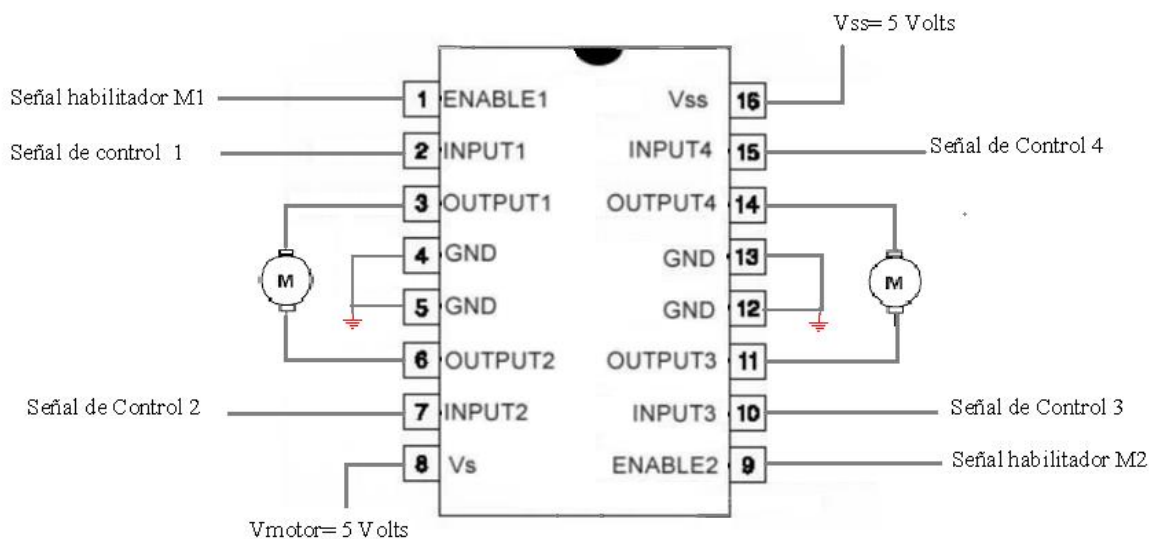 Vss= 5 Volts
Señal habilitador M1
1 ENABLE1
Vss 16
Señal de control 1
2 INPUT1
INPUT4 15
Señal de Control 4
3 OUTPUT1
OUTPUT4 14
4 GND
GND 13
M
M
5 GND
GND 12
6 OUTPUT2
OUTPUT3 11
Señal de Control 2
7 INPUT2
INPUT3 10
Señal de Control 3
8 Vs
ENABLE2 9
Señal habilitador M2
Vmotor= 5 Volts